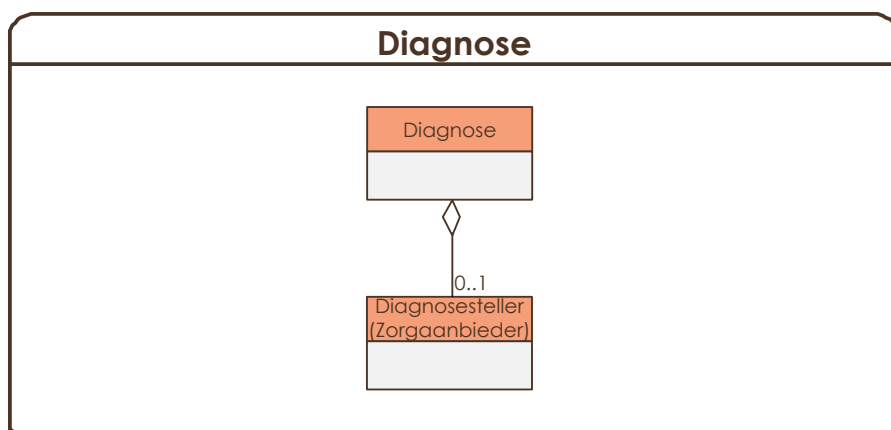 Diagnose
Diagnose
0..1
Diagnosesteller
(Zorgaanbieder)